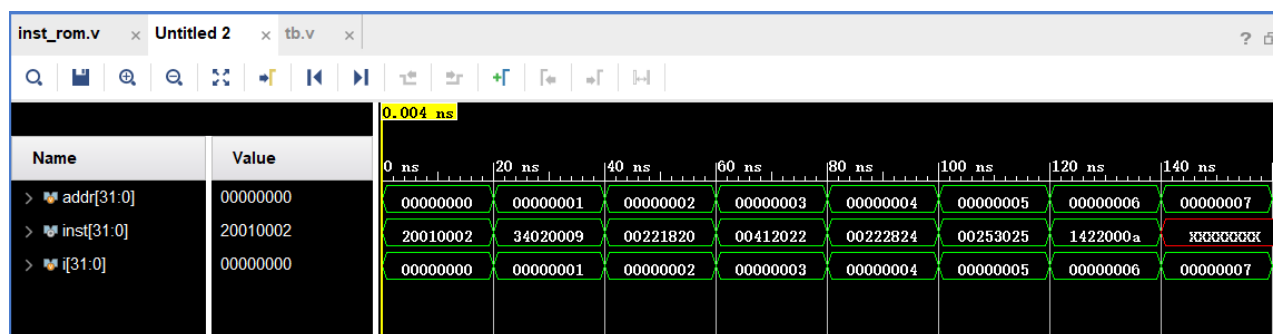 inst_rom.v × Untitled 2 × tb.v ×
?
0.004 ns
Name Value
0 ns 20 ns 40 ns 60 ns 80 ns 100 ns 120 ns 140 ns
> addr[31:0] 00000000 00000000 00000001 00000002 00000003 00000004 00000005 00000006 00000007
> inst[31:0] 20010002 20010002 34020009 00221820 00412022 00222824 00253025 1422000a XXXXXXXX
> i[31:0] 00000000 00000000 00000001 00000002 00000003 00000004 00000005 00000006 00000007